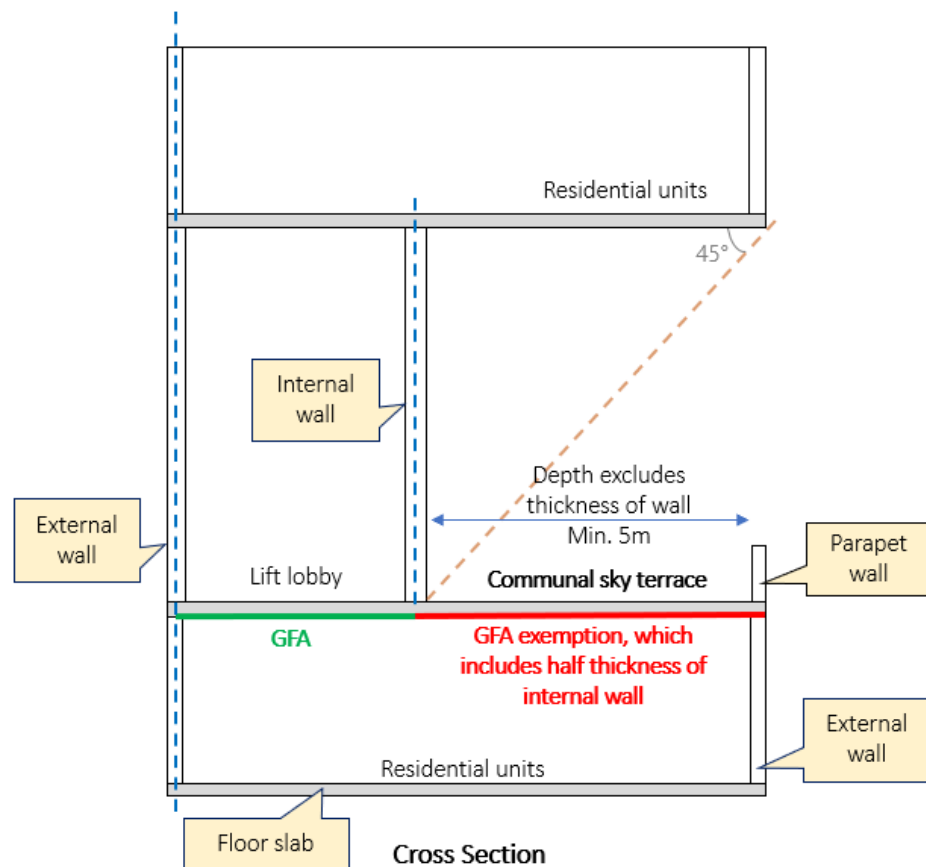 Residential units
45°
Internal
wall
Depth excludes
thickness of wall
Min. 5m
External
wall
Parapet
wall
Lift lobby
Communal sky terrace
GFA
GFA exemption, which
includes half thickness of
internal wall
External
wall
Residential units
Floor slab
Cross Section